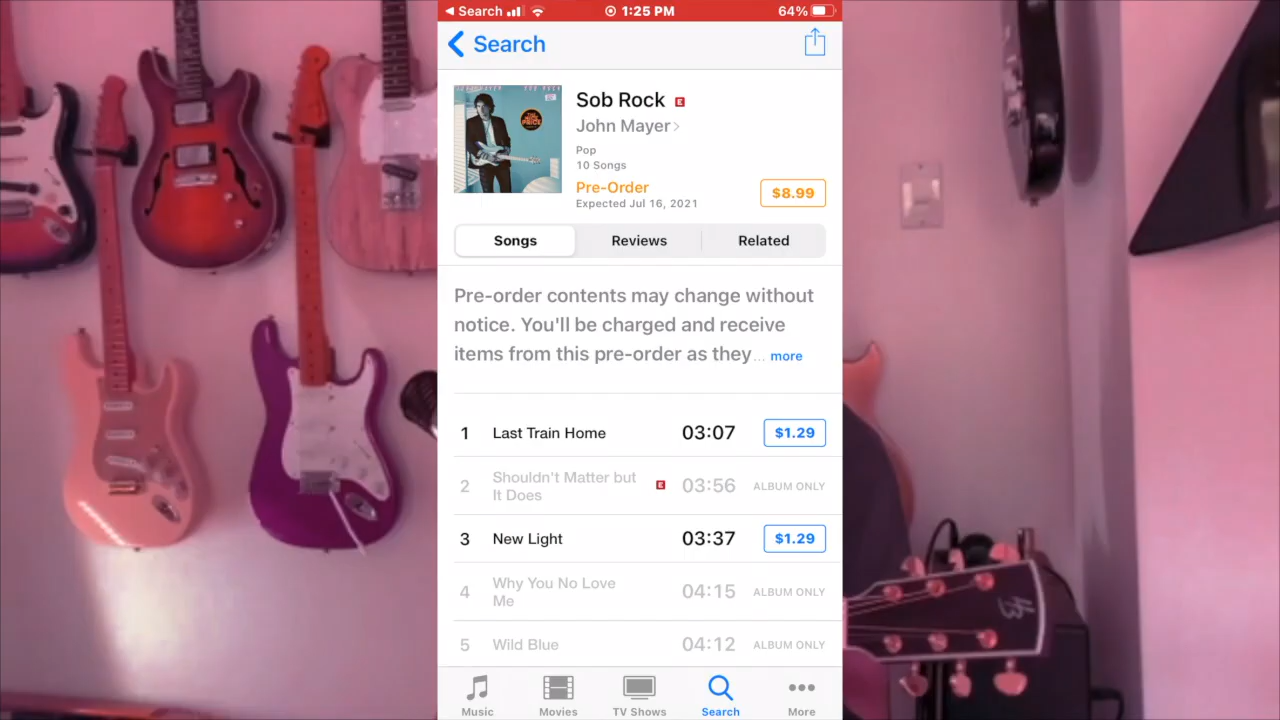 Search
1:25 PM
64%
Search
Sob Rock E
John Mayer
Pop
10 Songs
Pre-Order
Expected Jul 16, 2021
$8.99
Songs Reviews Related
Pre-order contents may change without
notice. You'll be charged and receive
items from this pre-order as they... more
1 Last Train Home 03:07 $1.29
2 Shouldn't Matter but
It Does E 03:56 ALBUM ONLY
3 New Light 03:37 $1.29
4 Why You No Love
Me 04:15 ALBUM ONLY
5 Wild Blue 04:12 ALBUM ONLY
Music Movies TV Shows Search More